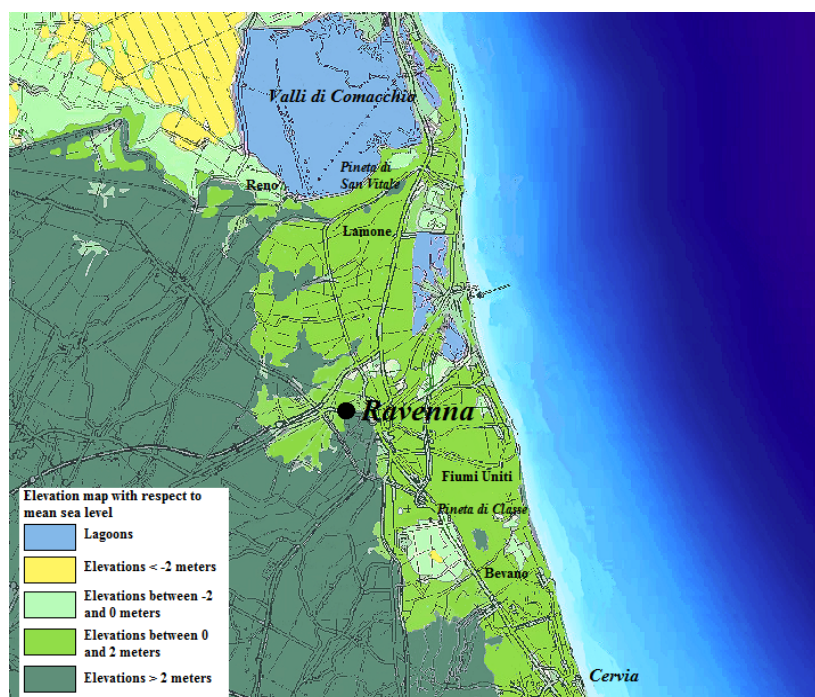 Valli di Comacchio
Pineta di
San Vitale
Reno
Lamone
Ravenna
Fiumi Uniti
Pineta di Classe
Bevano
Cervia
Elevation map with respect to
mean sea level
Lagoons
Elevations < -2 meters
Elevations between -2
and 0 meters
Elevations between 0
and 2 meters
Elevations > 2 meters